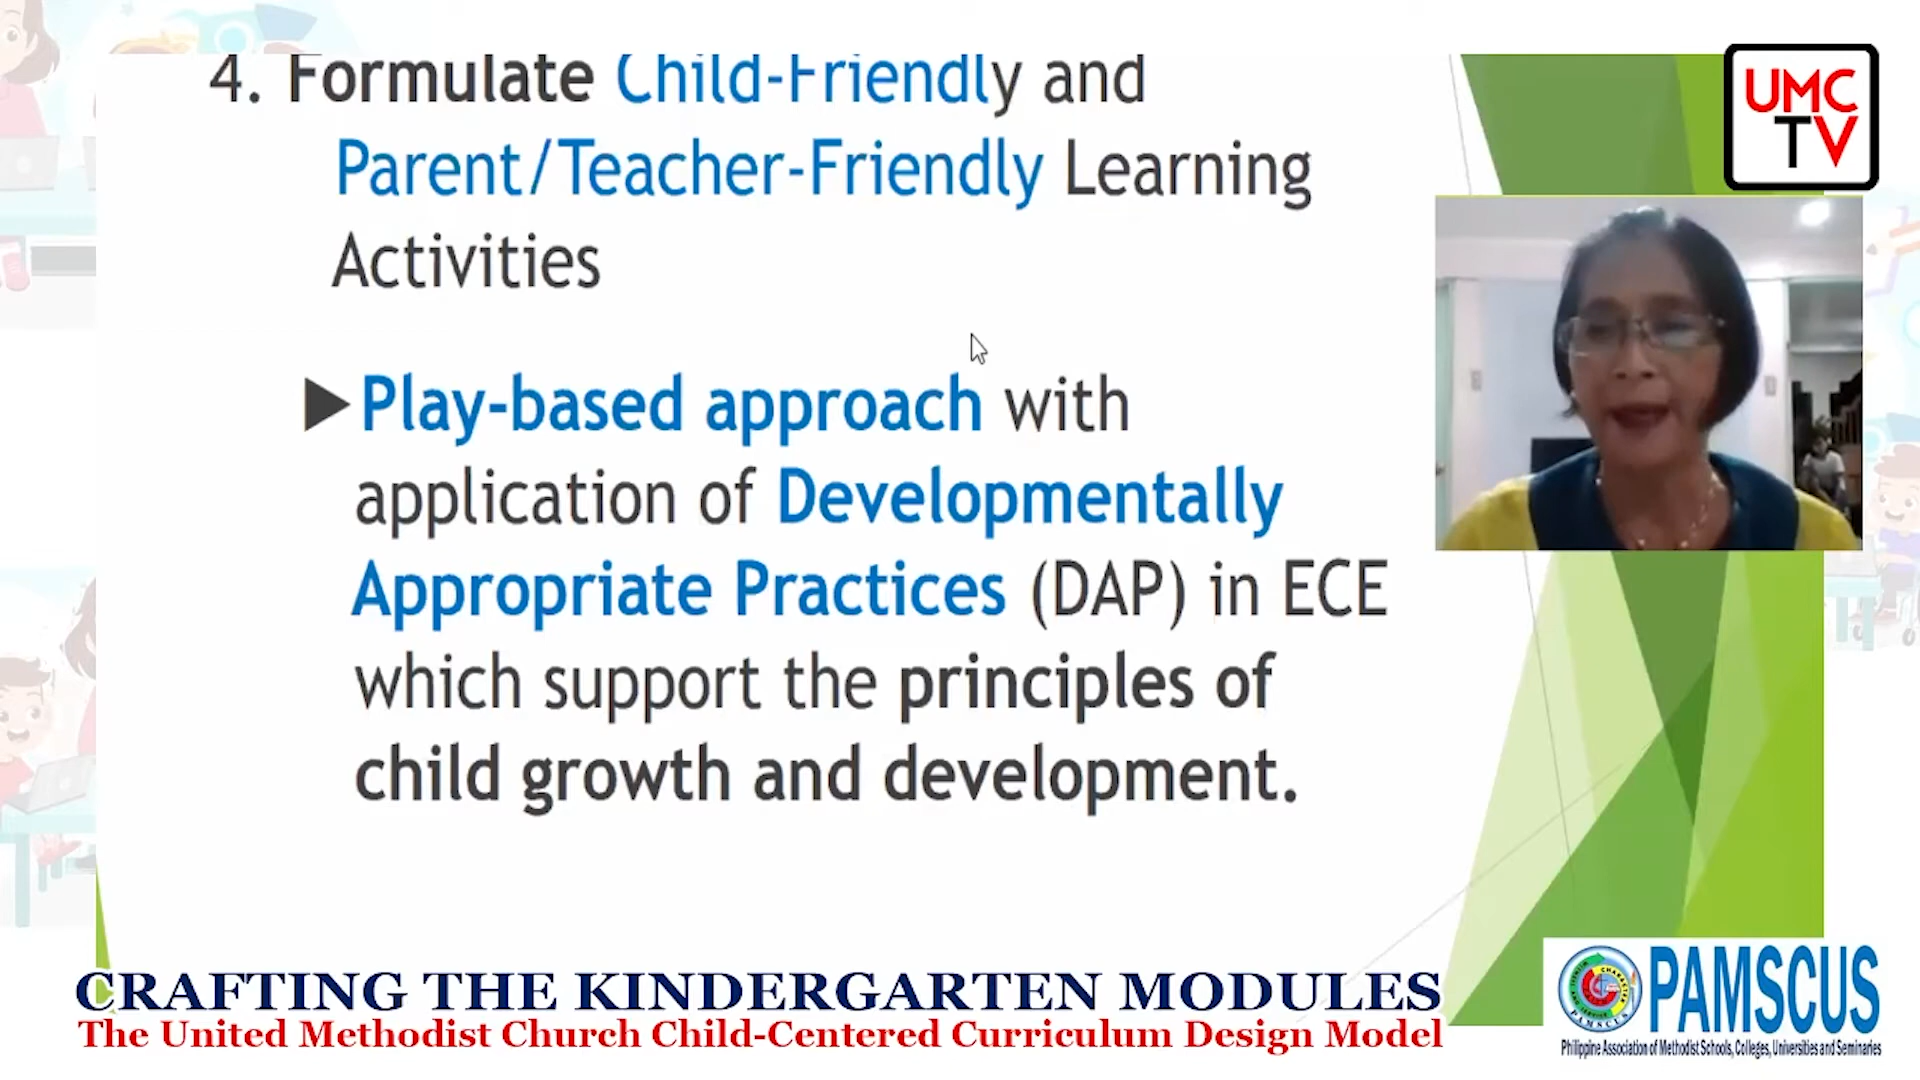 4. Formulate Child-Friendly and
Parent/Teacher-Friendly Learning
Activities
Play-based approach with
application of Developmentally
Appropriate Practices (DAP) in ECE
which support the principles of
child growth and development.
UMC
TV
CRAFTING THE KINDERGARTEN MODULES
The United Methodist Church Child-Centered Curriculum Design Model
PAMSCUS
Philippine Association of Methodist Schools, Colleges, Universities and Seminaries